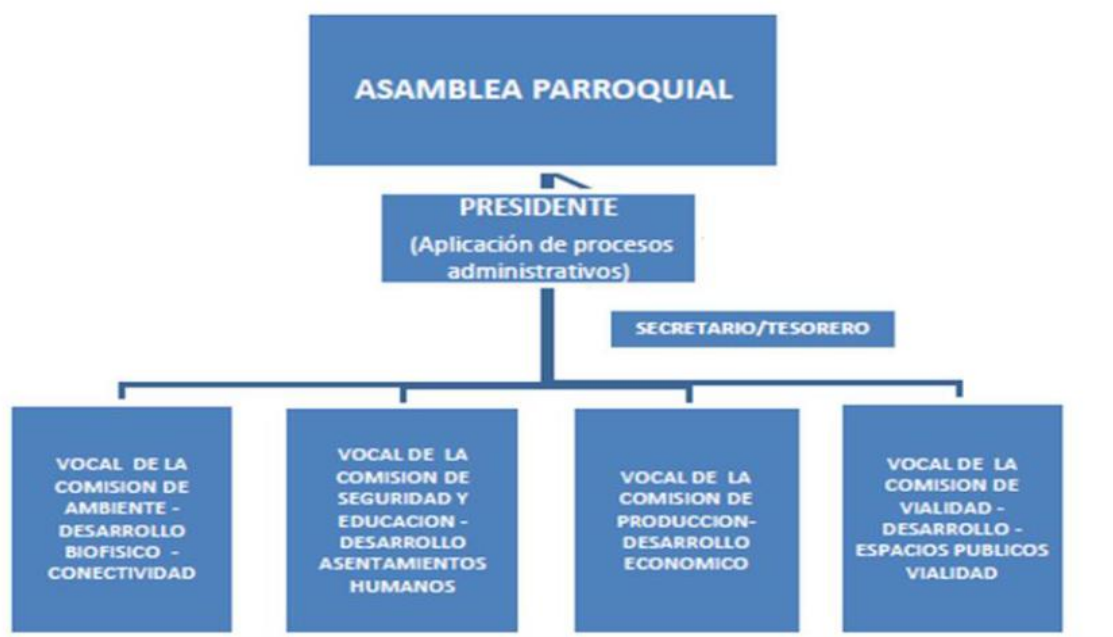 ASAMBLEA PARROQUIAL
PRESIDENTE
(Aplicación de procesos
administrativos)
SECRETARIO/TESORERO
VOCAL DE LA
COMISION DE
AMBIENTE -
DESARROLLO
BIOFISICO -
CONECTIVIDAD
VOCAL DE LA
COMISION DE
SEGURIDAD Y
EDUCACION -
DESARROLLO
ASENTAMIENTOS
HUMANOS
VOCAL DE LA
COMISION DE
PRODUCCION-
DESARROLLO
ECONOMICO
VOCAL DE LA
COMISION DE
VIALIDAD -
DESARROLLO -
ESPACIOS PUBLICOS
VIALIDAD